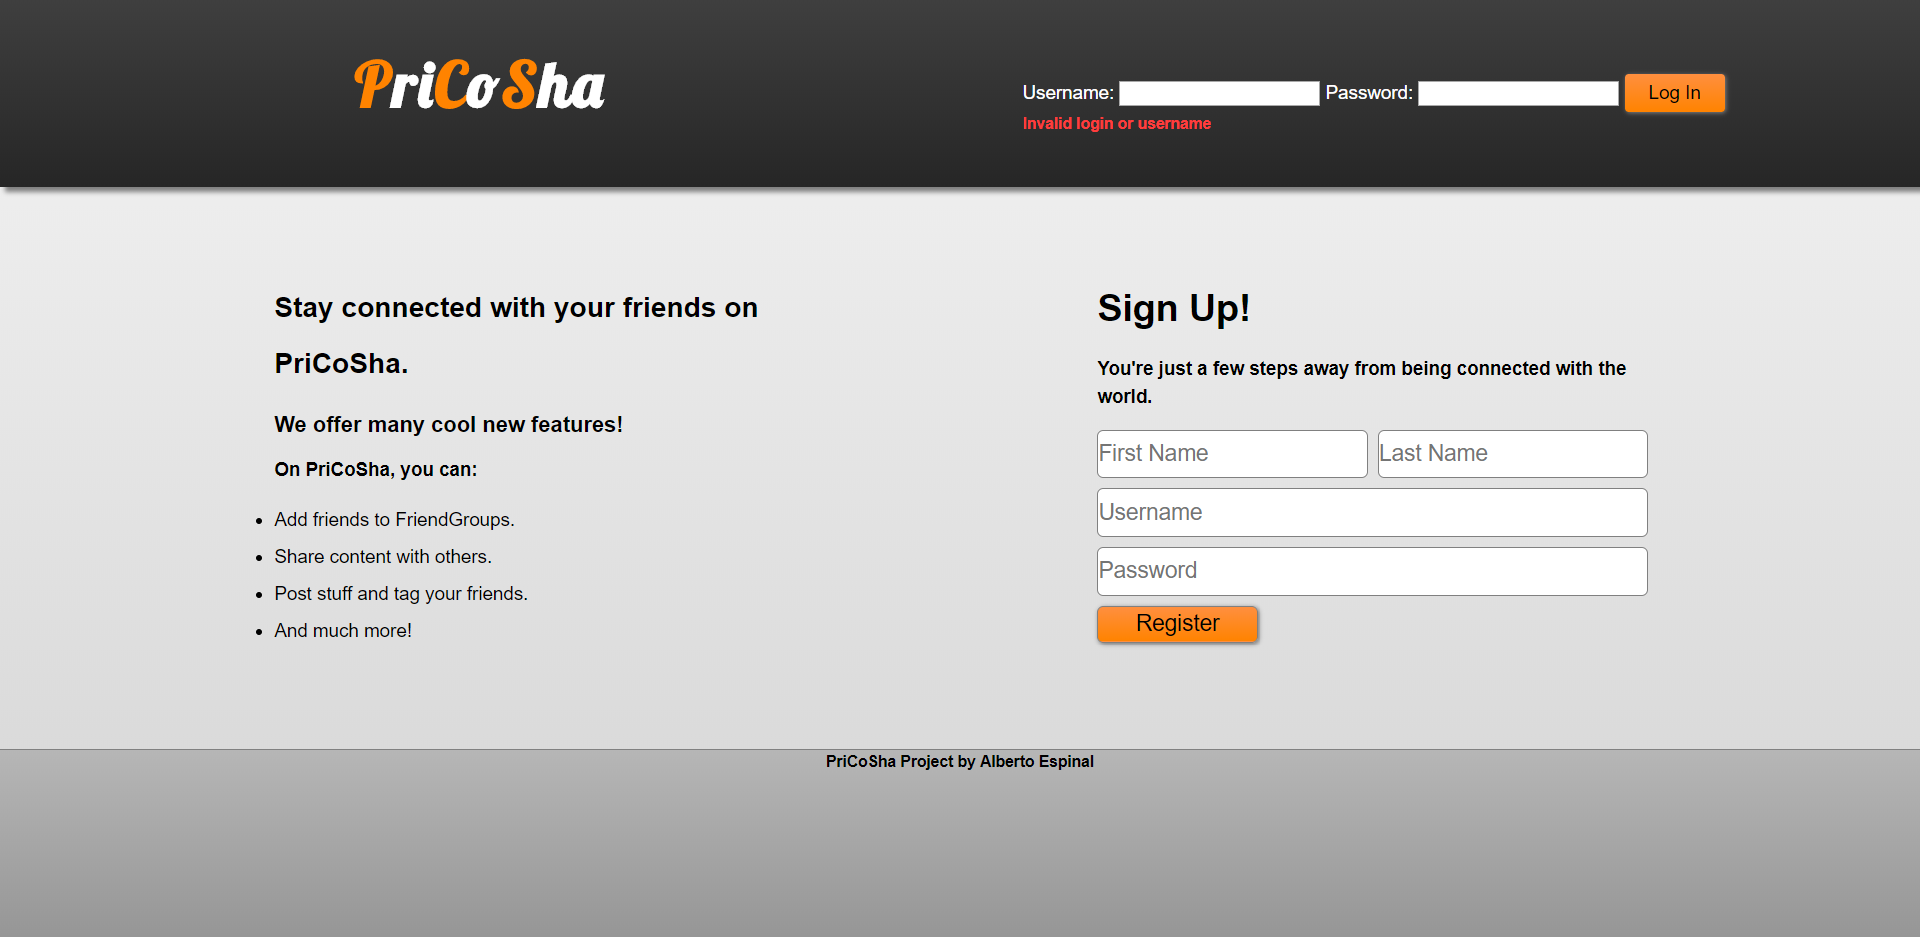 PriCoSha
Username: Password: Log In
Invalid login or username
Stay connected with your friends on
PriCoSha.
We offer many cool new features!
On PriCoSha, you can:
Add friends to FriendGroups.
Share content with others.
Post stuff and tag your friends.
And much more!
Sign Up!
You're just a few steps away from being connected with the
world.
First Name Last Name
Username
Password
Register
PriCoSha Project by Alberto Espinal